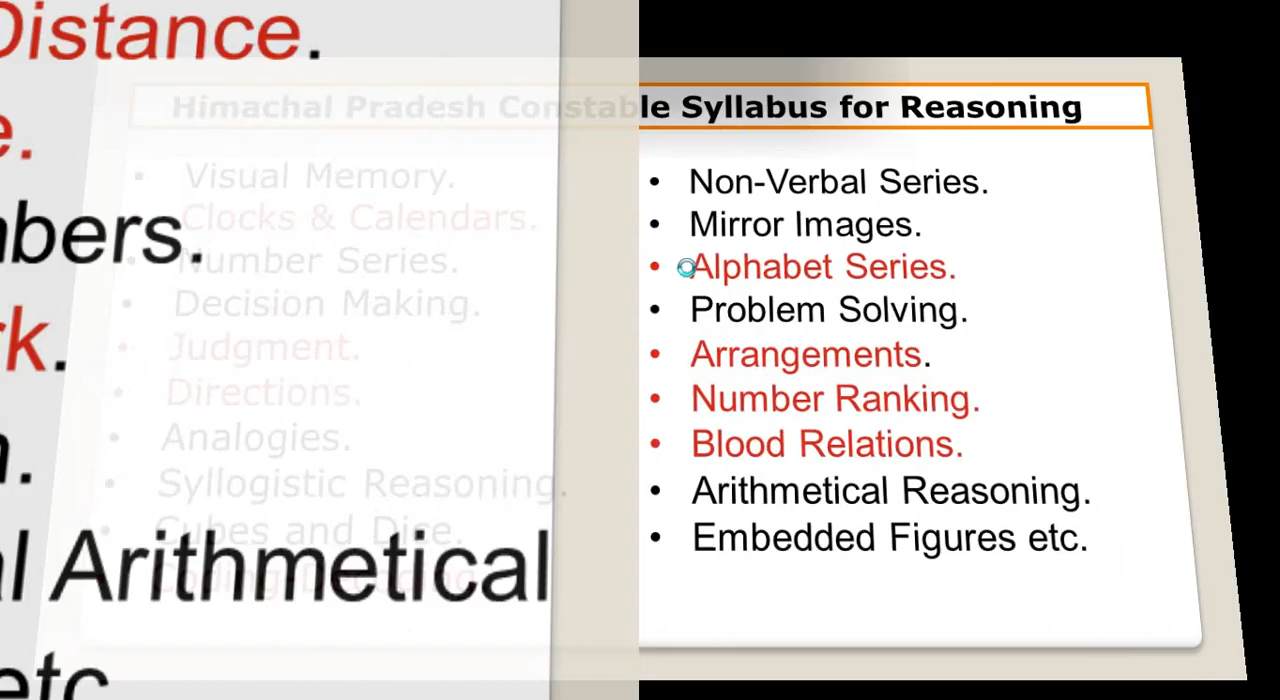 Distance.
e.
mbers.
rk.
n.
al Arithmetical
etc
Himachal Pradesh Constable Syllabus for Reasoning
• Visual Memory.
Clocks & Calendars.
• Number Series.
• Decision Making.
• Judgment.
• Directions.
• Analogies.
• Syllogistic Reasoning.
• Cubes and Dice.
• Non-Verbal Series.
• Mirror Images.
• Alphabet Series.
• Problem Solving.
• Arrangements.
• Number Ranking.
• Blood Relations.
• Arithmetical Reasoning.
• Embedded Figures etc.